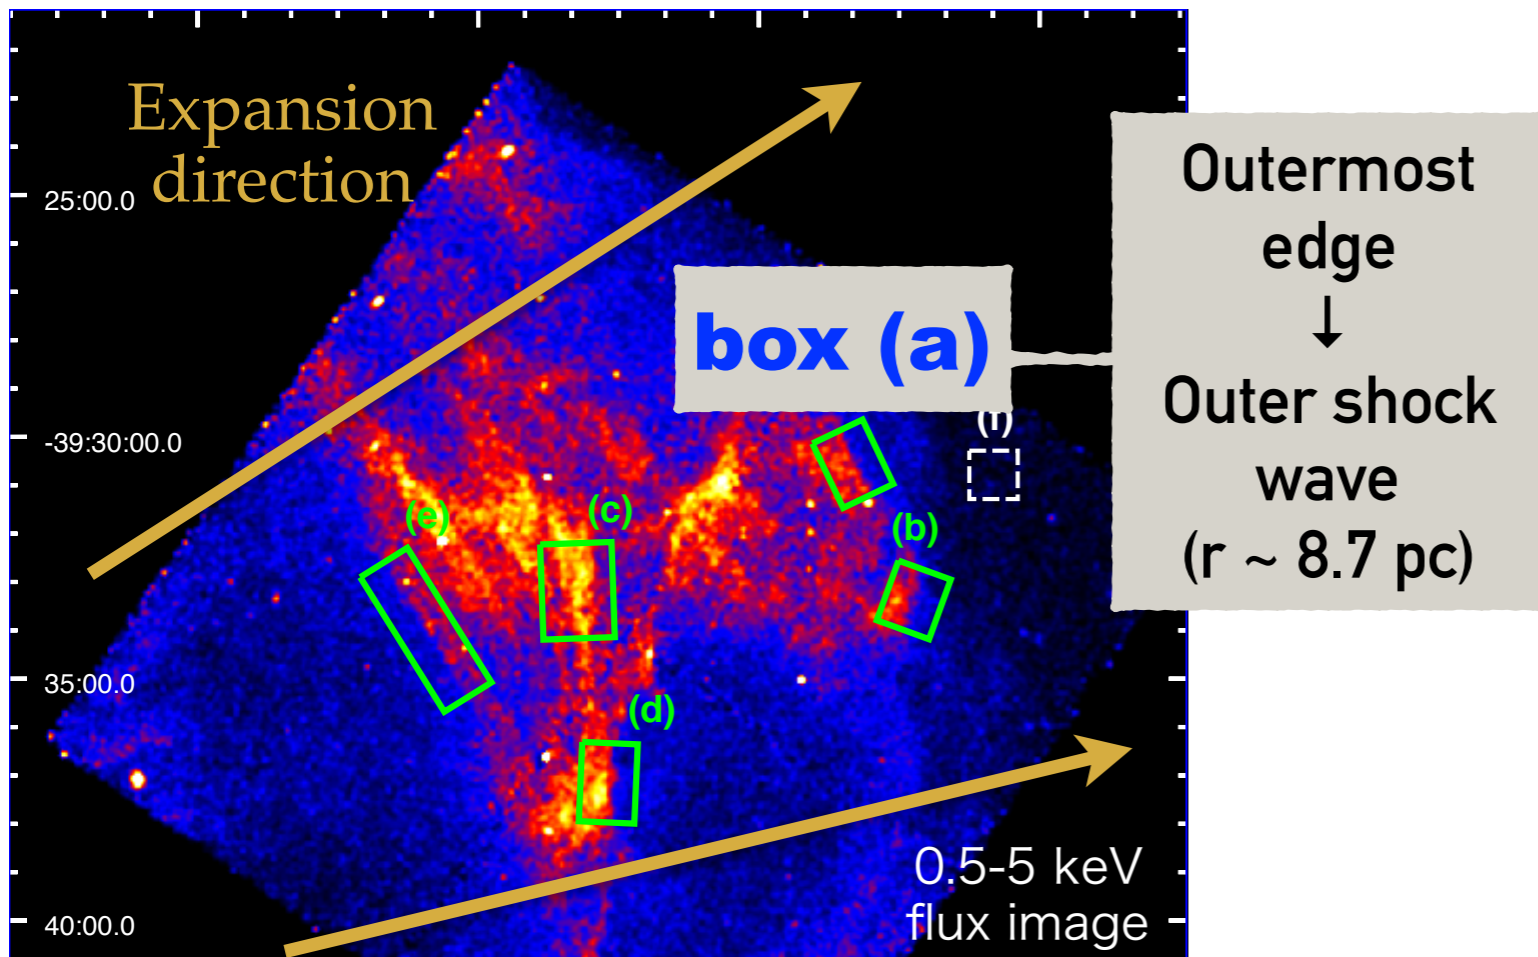 Expansion
direction
25:00.0
-39:30:00.0
35:00.0
40:00.0
box (a)
(e)
(c)
(b)
(d)
0.5-5 keV
flux image
Outermost
edge
↓
Outer shock
wave
(r ~ 8.7 pc)